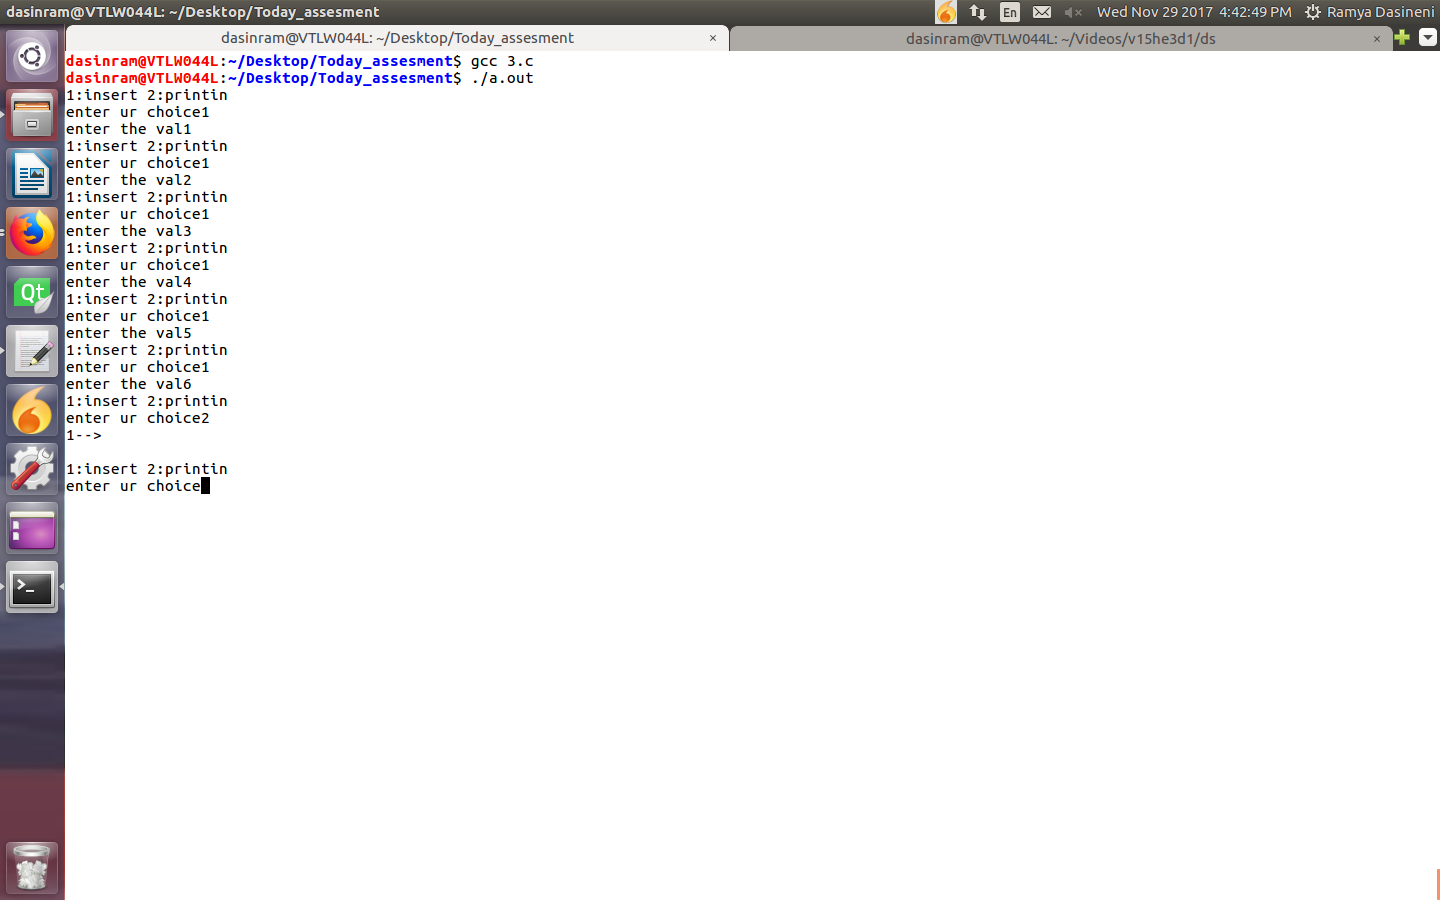 dasinram@VTLW044L: ~/Desktop/Today_assesment
En
Wed Nov 29 2017 4:42:49 PM
Ramya Dasineni
dasinram@VTLW044L: ~/Desktop/Today_assesment ×
dasinram@VTLW044L: ~/Videos/v15he3d1/ds ×
dasinram@VTLW044L:~/Desktop/Today_assesment$ gcc 3.c
dasinram@VTLW044L:~/Desktop/Today_assesment$ ./a.out
1:insert 2:printin
enter ur choice1
enter the val1
1:insert 2:printin
enter ur choice1
enter the val2
1:insert 2:printin
enter ur choice1
enter the val3
1:insert 2:printin
enter ur choice1
enter the val4
1:insert 2:printin
enter ur choice1
enter the val5
1:insert 2:printin
enter ur choice1
enter the val6
1:insert 2:printin
enter ur choice2
1-->
1:insert 2:printin
enter ur choice
Qt
>_